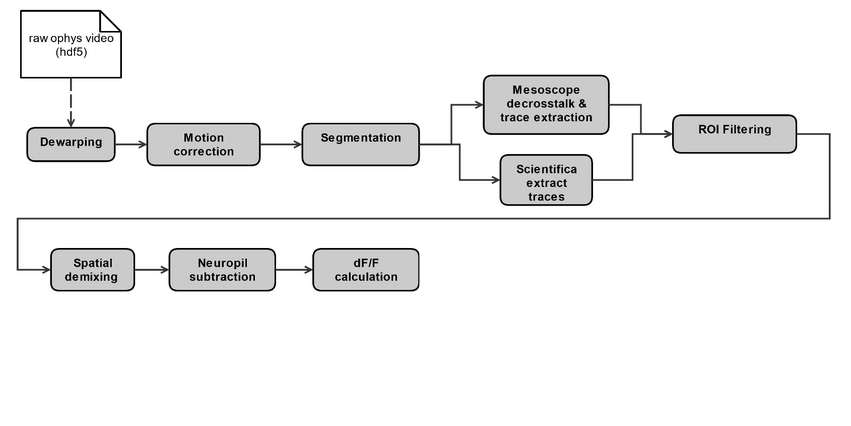 raw ophys video
(hdf5)
Dewarping
Motion
correction
Segmentation
Mesoscope
decrosstalk &
trace extraction
Scientifica
extract
traces
ROI Filtering
Spatial
demixing
Neuropil
subtraction
dF/F
calculation